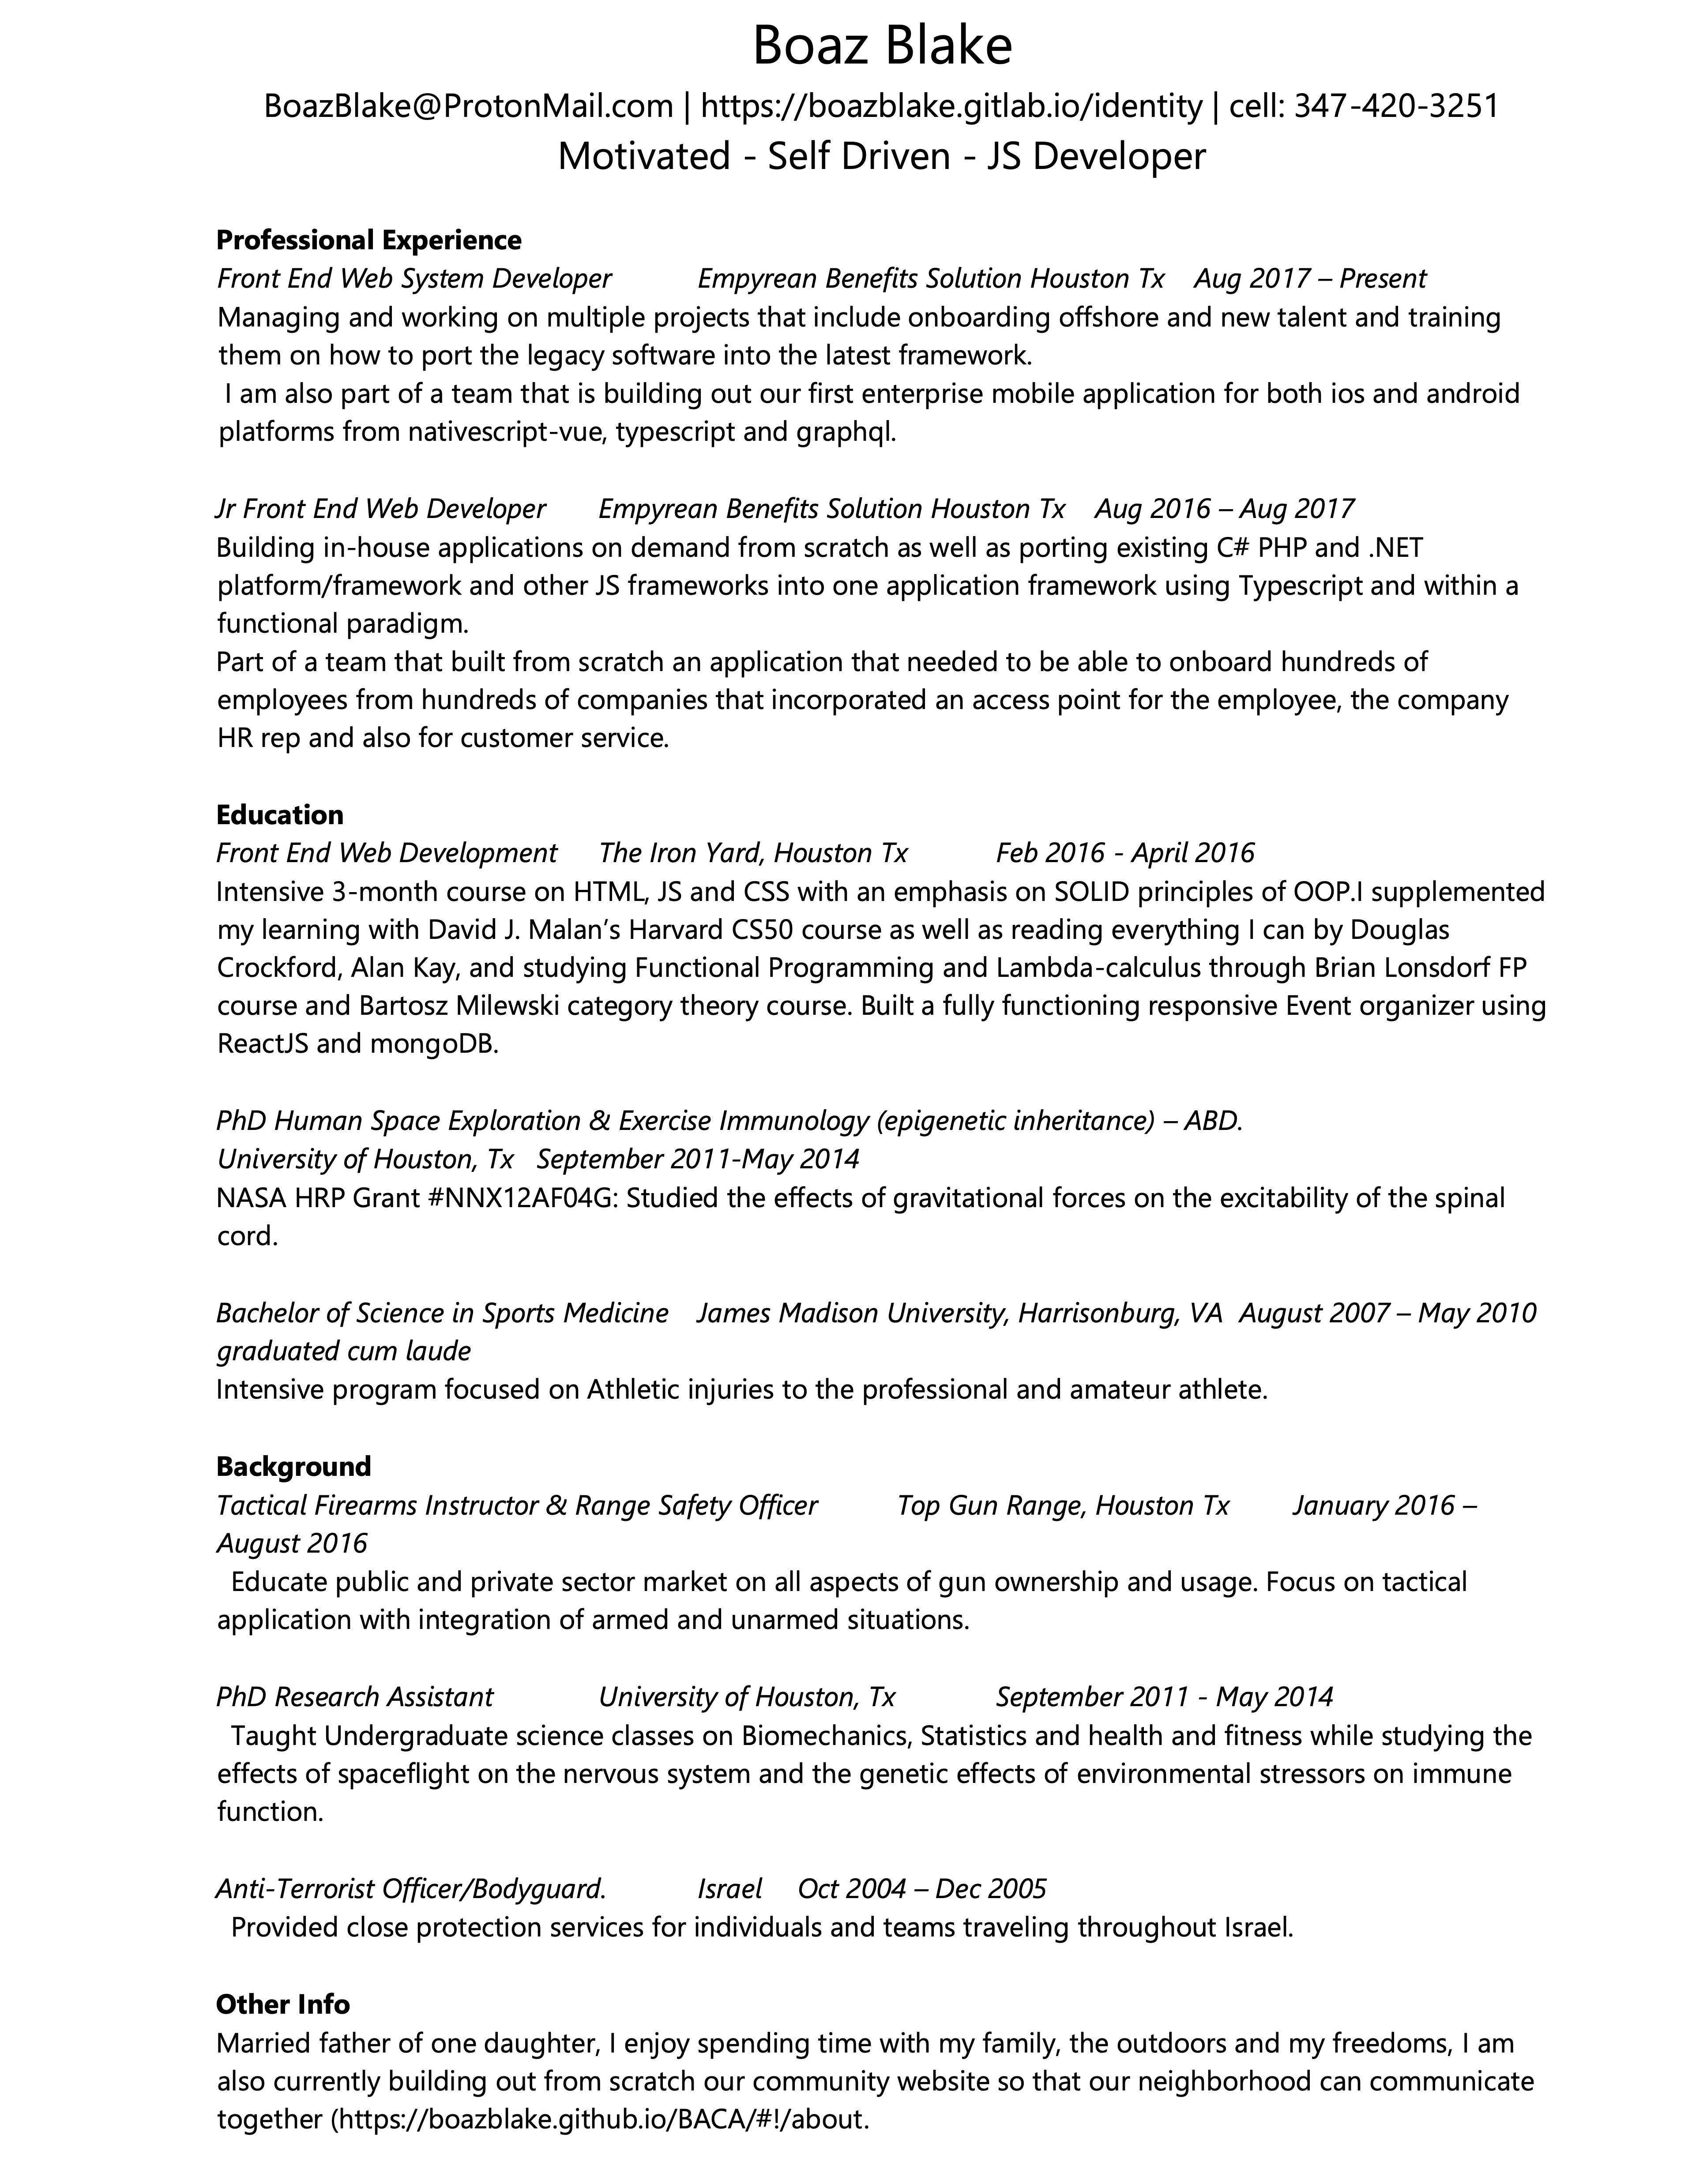 Boaz Blake
BoazBlake@ProtonMail.com | https://boazblake.gitlab.io/identity | cell: 347-420-3251
Motivated - Self Driven - JS Developer
Professional Experience
Front End Web System Developer Empyrean Benefits Solution Houston Tx Aug 2017 – Present
Managing and working on multiple projects that include onboarding offshore and new talent and training
them on how to port the legacy software into the latest framework.
I am also part of a team that is building out our first enterprise mobile application for both ios and android
platforms from nativescript-vue, typescript and graphql.
Jr Front End Web Developer Empyrean Benefits Solution Houston Tx Aug 2016 – Aug 2017
Building in-house applications on demand from scratch as well as porting existing C# PHP and .NET
platform/framework and other JS frameworks into one application framework using Typescript and within a
functional paradigm.
Part of a team that built from scratch an application that needed to be able to onboard hundreds of
employees from hundreds of companies that incorporated an access point for the employee, the company
HR rep and also for customer service.
Education
Front End Web Development The Iron Yard, Houston Tx Feb 2016 - April 2016
Intensive 3-month course on HTML, JS and CSS with an emphasis on SOLID principles of OOP.I supplemented
my learning with David J. Malan’s Harvard CS50 course as well as reading everything I can by Douglas
Crockford, Alan Kay, and studying Functional Programming and Lambda-calculus through Brian Lonsdorf FP
course and Bartosz Milewski category theory course. Built a fully functioning responsive Event organizer using
ReactJS and mongoDB.
PhD Human Space Exploration & Exercise Immunology (epigenetic inheritance) – ABD.
University of Houston, Tx September 2011-May 2014
NASA HRP Grant #NNX12AF04G: Studied the effects of gravitational forces on the excitability of the spinal
cord.
Bachelor of Science in Sports Medicine James Madison University, Harrisonburg, VA August 2007 – May 2010
graduated cum laude
Intensive program focused on Athletic injuries to the professional and amateur athlete.
Background
Tactical Firearms Instructor & Range Safety Officer Top Gun Range, Houston Tx January 2016 –
August 2016
Educate public and private sector market on all aspects of gun ownership and usage. Focus on tactical
application with integration of armed and unarmed situations.
PhD Research Assistant University of Houston, Tx September 2011 - May 2014
Taught Undergraduate science classes on Biomechanics, Statistics and health and fitness while studying the
effects of spaceflight on the nervous system and the genetic effects of environmental stressors on immune
function.
Anti-Terrorist Officer/Bodyguard. Israel Oct 2004 – Dec 2005
Provided close protection services for individuals and teams traveling throughout Israel.
Other Info
Married father of one daughter, I enjoy spending time with my family, the outdoors and my freedoms, I am
also currently building out from scratch our community website so that our neighborhood can communicate
together (https://boazblake.github.io/BACA/#!/about.